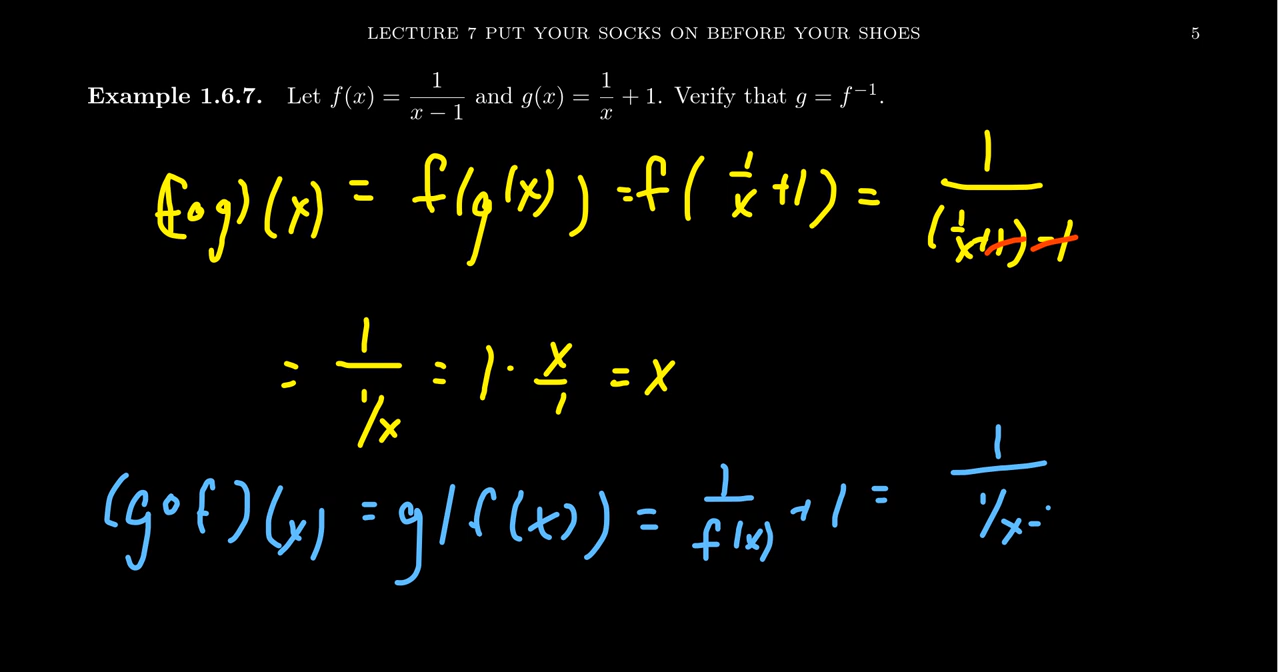 LECTURE 7 PUT YOUR SOCKS ON BEFORE YOUR SHOES 5
Example 1.6.7. Let f(x) = 1/(x − 1) and g(x) = 1/x + 1. Verify that g = f⁻¹.
(f∘g)(x) = f(g(x)) = f(1/x + 1) = 1/((1/x + 1) − 1)
= 1/(1/x) = 1 · x/1 = x
(g∘f)(x) = g(f(x)) = 1/f(x) + 1 = 1/(1/x-